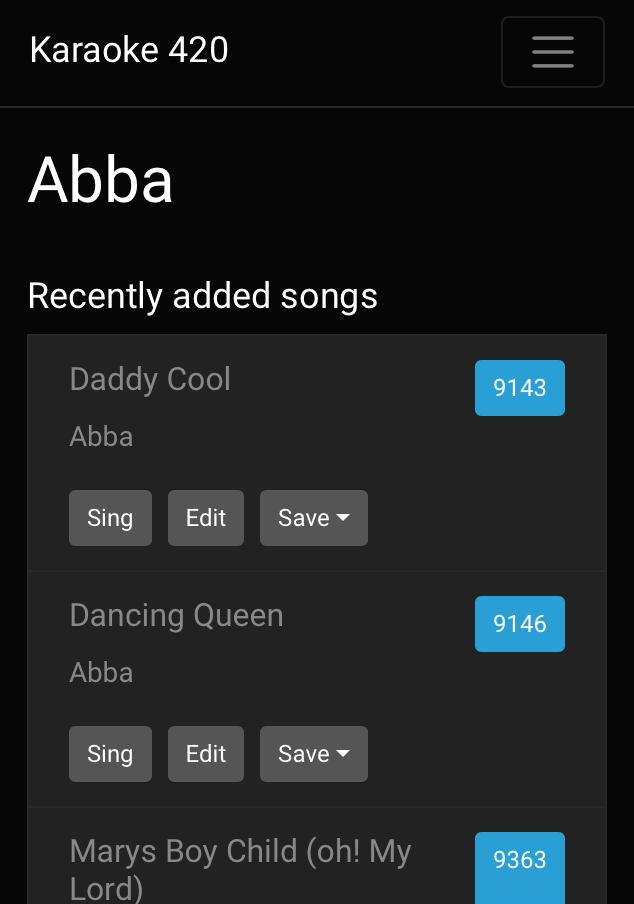 Karaoke 420
Abba
Recently added songs
Daddy Cool
9143
Abba
Sing
Edit
Save
Dancing Queen
9146
Abba
Sing
Edit
Save
Marys Boy Child (oh! My
Lord)
9363